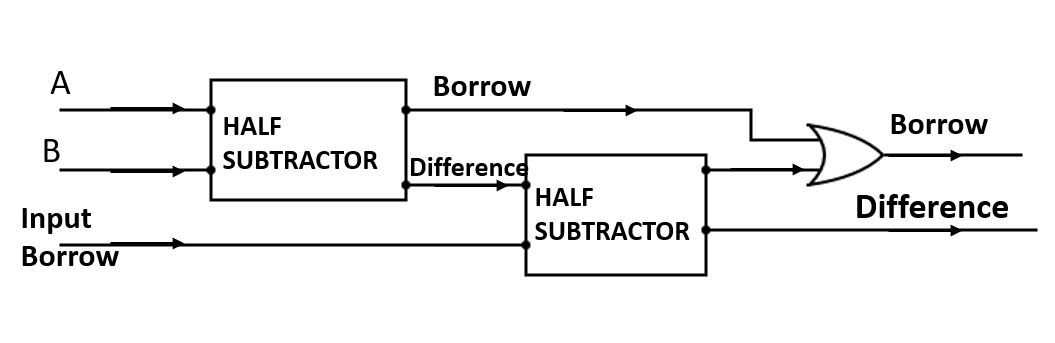 A
B
Input
Borrow
HALF
SUBTRACTOR
Borrow
Difference
HALF
SUBTRACTOR
Borrow
Difference